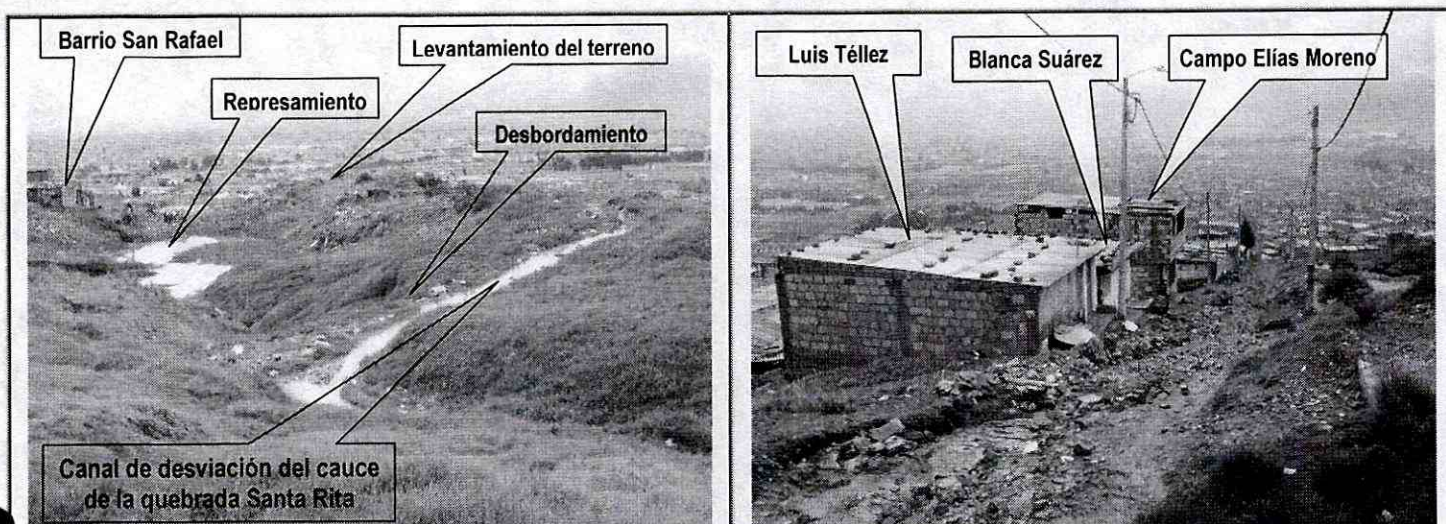 Barrio San Rafael
Levantamiento del terreno
Represamiento
Desbordamiento
Canal de desviación del cauce
de la quebrada Santa Rita
Luis Téllez
Blanca Suárez
Campo Elías Moreno